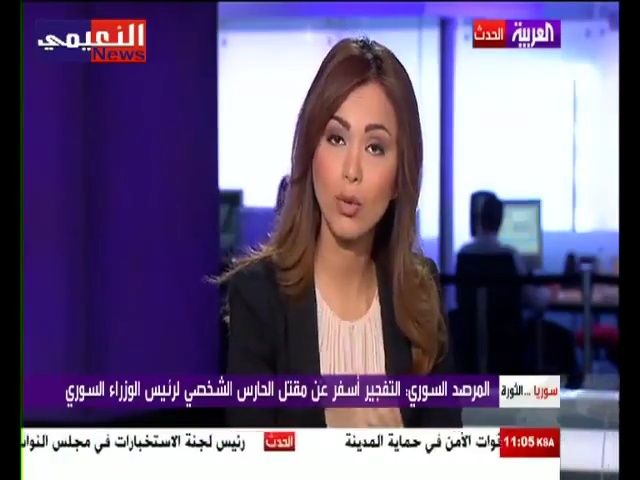 النعيمي
News
الحدث العربية
سوريا ... الثورة
المرصد السوري: التفجير أسفر عن مقتل الحارس الشخصي لرئيس الوزراء السوري
11:05 KSA
قوات الأمن في حماية المدينة الحدث رئيس لجنة الاستخبارات في مجلس النواب